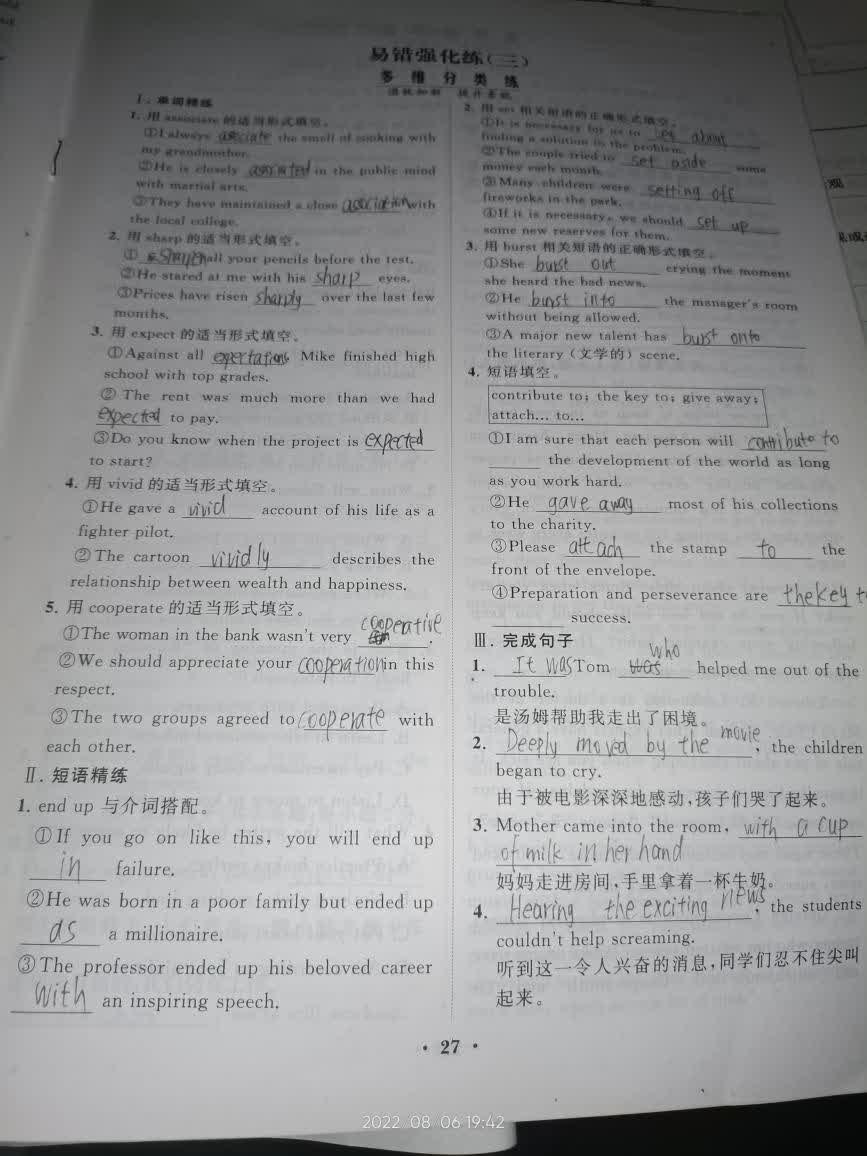 易错强化练(三)
多 维 分 类 练
Ⅰ. 单词精练
1. 用 associate 的适当形式填空。
①I always associate the smell of cooking with
my grandmother.
②He is closely associated in the public mind
with martial arts.
③They have maintained a close association with
the local college.
2. 用 sharp 的适当形式填空。
① Sharpen all your pencils before the test.
②He stared at me with his sharp eyes.
③Prices have risen sharply over the last few
months.
3. 用 expect 的适当形式填空。
①Against all expectations Mike finished high
school with top grades.
② The rent was much more than we had
expected to pay.
③Do you know when the project is expected
to start?
4. 用 vivid 的适当形式填空。
①He gave a vivid account of his life as a
fighter pilot.
②The cartoon vividly describes the
relationship between wealth and happiness.
5. 用 cooperate 的适当形式填空。
①The woman in the bank wasn't very cooperative.
②We should appreciate your cooperation in this
respect.
③The two groups agreed to cooperate with
each other.
Ⅱ. 短语精练
1. end up 与介词搭配。
①If you go on like this, you will end up
in failure.
②He was born in a poor family but ended up
as a millionaire.
③The professor ended up his beloved career
with an inspiring speech.
2. 用 set 相关短语的正确形式填空。
①It is necessary for us to set about
finding a solution to the problem.
②The couple tried to set aside some
money each month.
③Many children were setting off
fireworks in the park.
④If it is necessary, we should set up
some new reserves for them.
3. 用 burst 相关短语的正确形式填空。
①She burst out crying the moment
she heard the bad news.
②He burst into the manager's room
without being allowed.
③A major new talent has burst onto
the literary (文学的) scene.
4. 短语填空。
contribute to; the key to; give away;
attach... to...
①I am sure that each person will contribute to
the development of the world as long
as you work hard.
②He gave away most of his collections
to the charity.
③Please attach the stamp to the
front of the envelope.
④Preparation and perseverance are the key to
success.
Ⅲ. 完成句子
1. It was Tom who helped me out of the
trouble.
是汤姆帮助我走出了困境。
2. Deeply moved by the movie, the children
began to cry.
由于被电影深深地感动,孩子们哭了起来。
3. Mother came into the room, with a cup
of milk in her hand
妈妈走进房间,手里拿着一杯牛奶。
4. Hearing the exciting news, the students
couldn't help screaming.
听到这一令人兴奋的消息,同学们忍不住尖叫
起来。
· 27 ·
2022 08 06 19:42